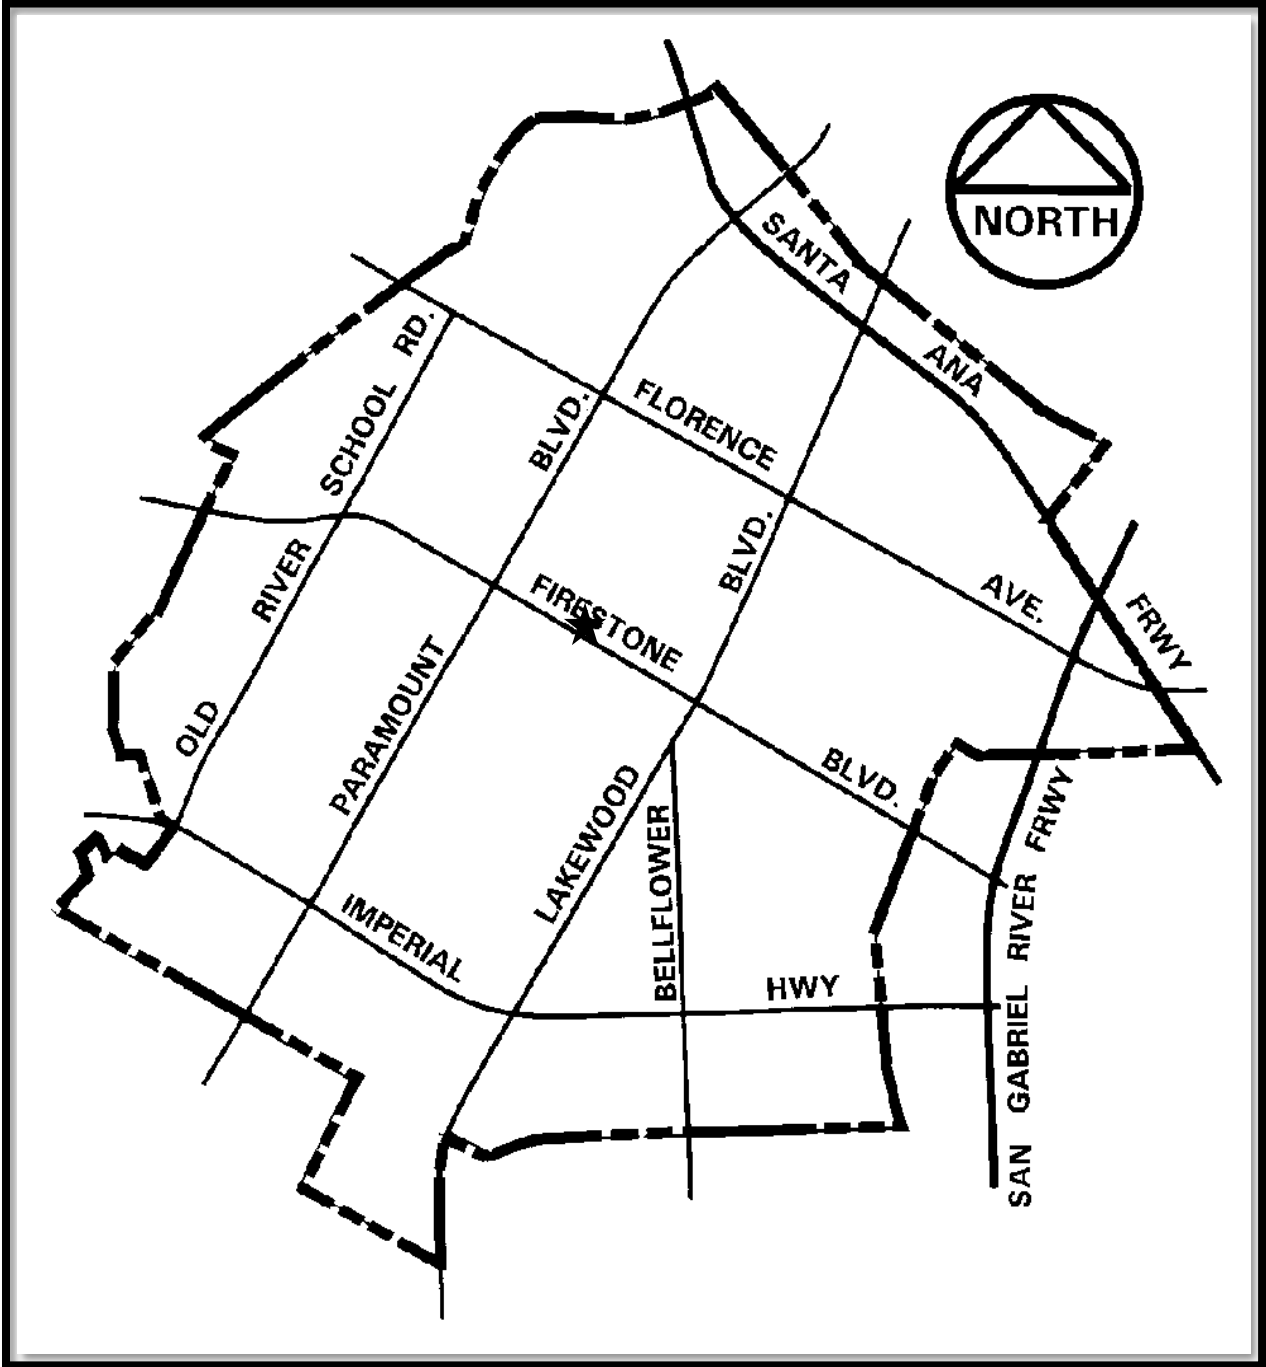 NORTH
SANTA
ANA
FRWY
OLD
RIVER
SCHOOL
RD.
PARAMOUNT
BLVD.
FLORENCE
AVE.
FIRESTONE
BLVD.
LAKEWOOD
BLVD.
BELLFLOWER
IMPERIAL
HWY
SAN GABRIEL RIVER FRWY